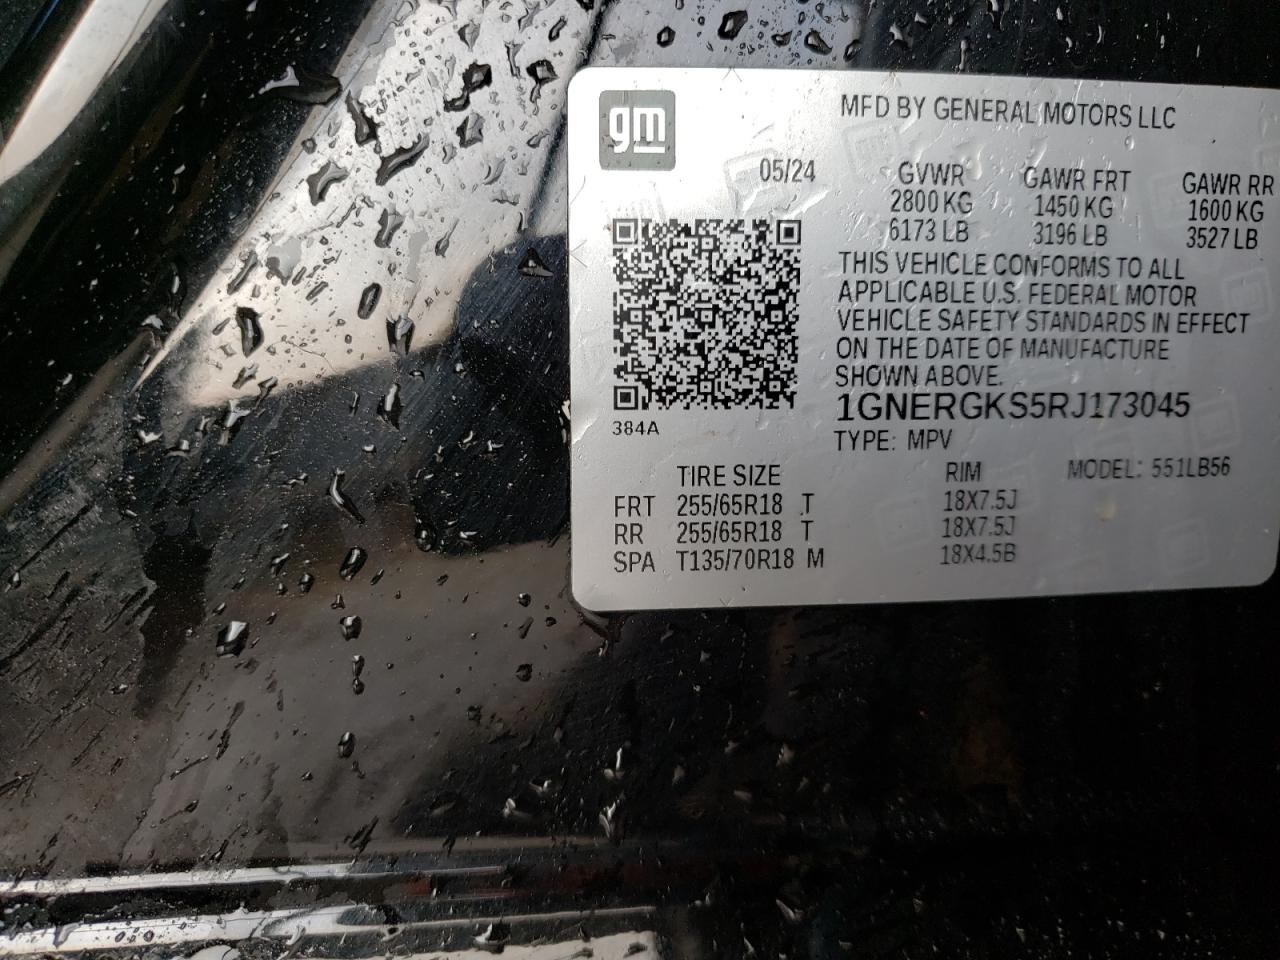 gm
MFD BY GENERAL MOTORS LLC
05/24 GVWR GAWR FRT GAWR RR
2800 KG 1450 KG 1600 KG
6173 LB 3196 LB 3527 LB
THIS VEHICLE CONFORMS TO ALL
APPLICABLE U.S. FEDERAL MOTOR
VEHICLE SAFETY STANDARDS IN EFFECT
ON THE DATE OF MANUFACTURE
SHOWN ABOVE.
1GNERGKS5RJ173045
384A
TYPE: MPV
TIRE SIZE RIM MODEL: 551LB56
FRT 255/65R18 T 18X7.5J
RR 255/65R18 T 18X7.5J
SPA T135/70R18 M 18X4.5B